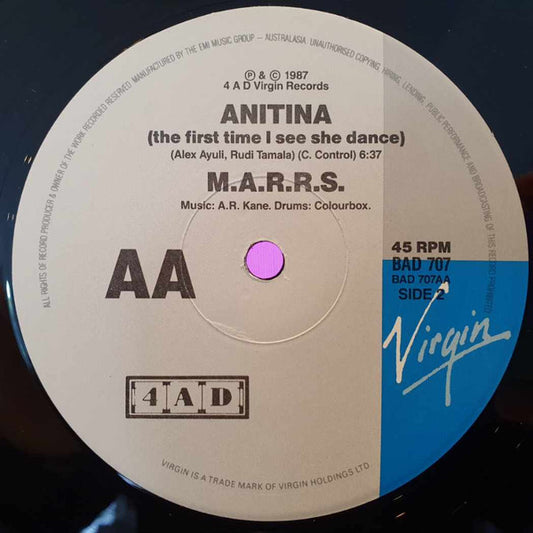 ALL RIGHTS OF RECORD PRODUCER & OWNER OF THE WORK RECORDED RESERVED. MANUFACTURED BY THE EMI MUSIC GROUP – AUSTRALASIA. UNAUTHORISED COPYING, HIRING, LENDING, PUBLIC PERFORMANCE AND BROADCASTING OF THIS RECORD PROHIBITED
℗ & © 1987
4 A D Virgin Records
ANITINA
(the first time I see she dance)
(Alex Ayuli, Rudi Tamala) (C. Control) 6:37
M.A.R.R.S.
Music: A.R. Kane. Drums: Colourbox.
AA
45 RPM
BAD 707
BAD 707AA
SIDE 2
Virgin
4 A D
VIRGIN IS A TRADE MARK OF VIRGIN HOLDINGS LTD